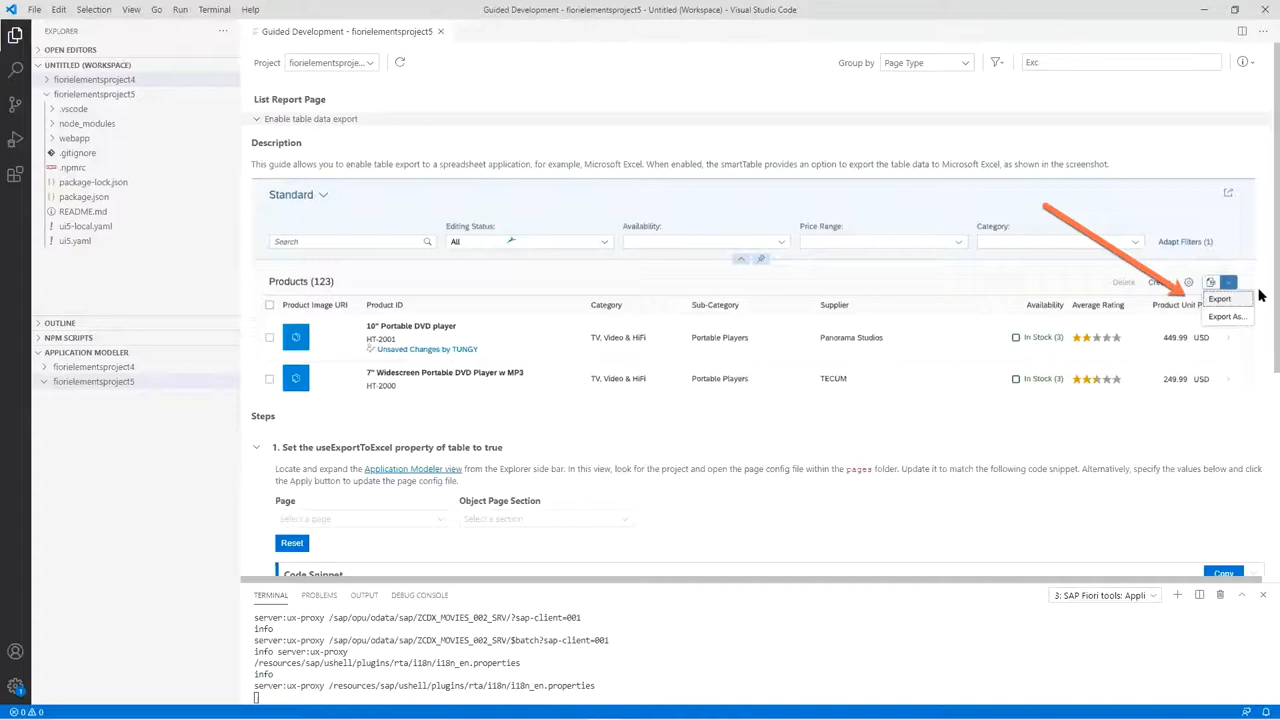 File Edit Selection View Go Run Terminal Help
Guided Development - fiorielementsproject5 - Untitled (Workspace) - Visual Studio Code
EXPLORER
OPEN EDITORS
UNTITLED (WORKSPACE)
fiorielementsproject4
fiorielementsproject5
.vscode
node_modules
webapp
.gitignore
.npmrc
package-lock.json
package.json
README.md
ui5-local.yaml
ui5.yaml
OUTLINE
NPM SCRIPTS
APPLICATION MODELER
fiorielementsproject4
fiorielementsproject5
Guided Development - fiorielementsproject5
Project fiorielementsproje...
Group by Page Type
Exc
List Report Page
Enable table data export
Description
This guide allows you to enable table export to a spreadsheet application, for example, Microsoft Excel. When enabled, the smartTable provides an option to export the table data to Microsoft Excel, as shown in the screenshot.
Standard
Editing Status: Availability: Price Range: Category:
Search All Adapt Filters (1)
Products (123) Delete
Export
Export As...
Product Image URI Product ID Category Sub-Category Supplier Availability Average Rating Product Unit
10" Portable DVD player
HT-2001 TV, Video & HiFi Portable Players Panorama Studios In Stock (3) 449.99 USD
Unsaved Changes by TUNGY
7" Widescreen Portable DVD Player w MP3
HT-2000 TV, Video & HiFi Portable Players TECUM In Stock (3) 249.99 USD
Steps
1. Set the useExportToExcel property of table to true
Locate and expand the Application Modeler view from the Explorer side bar. In this view, look for the project and open the page config file within the pages folder. Update it to match the following code snippet. Alternatively, specify the values below and click
the Apply button to update the page config file.
Page Object Page Section
Select a page Select a section
Reset
Code Snippet Copy
TERMINAL PROBLEMS OUTPUT DEBUG CONSOLE 3: SAP Fiori tools: Appli
server:ux-proxy /sap/opu/odata/sap/ZCDX_MOVIES_002_SRV/?sap-client=001
info
server:ux-proxy /sap/opu/odata/sap/ZCDX_MOVIES_002_SRV/$batch?sap-client=001
info server:ux-proxy
/resources/sap/ushell/plugins/rta/i18n/i18n_en.properties
info
server:ux-proxy /resources/sap/ushell/plugins/rta/i18n/i18n_en.properties
1
0 0